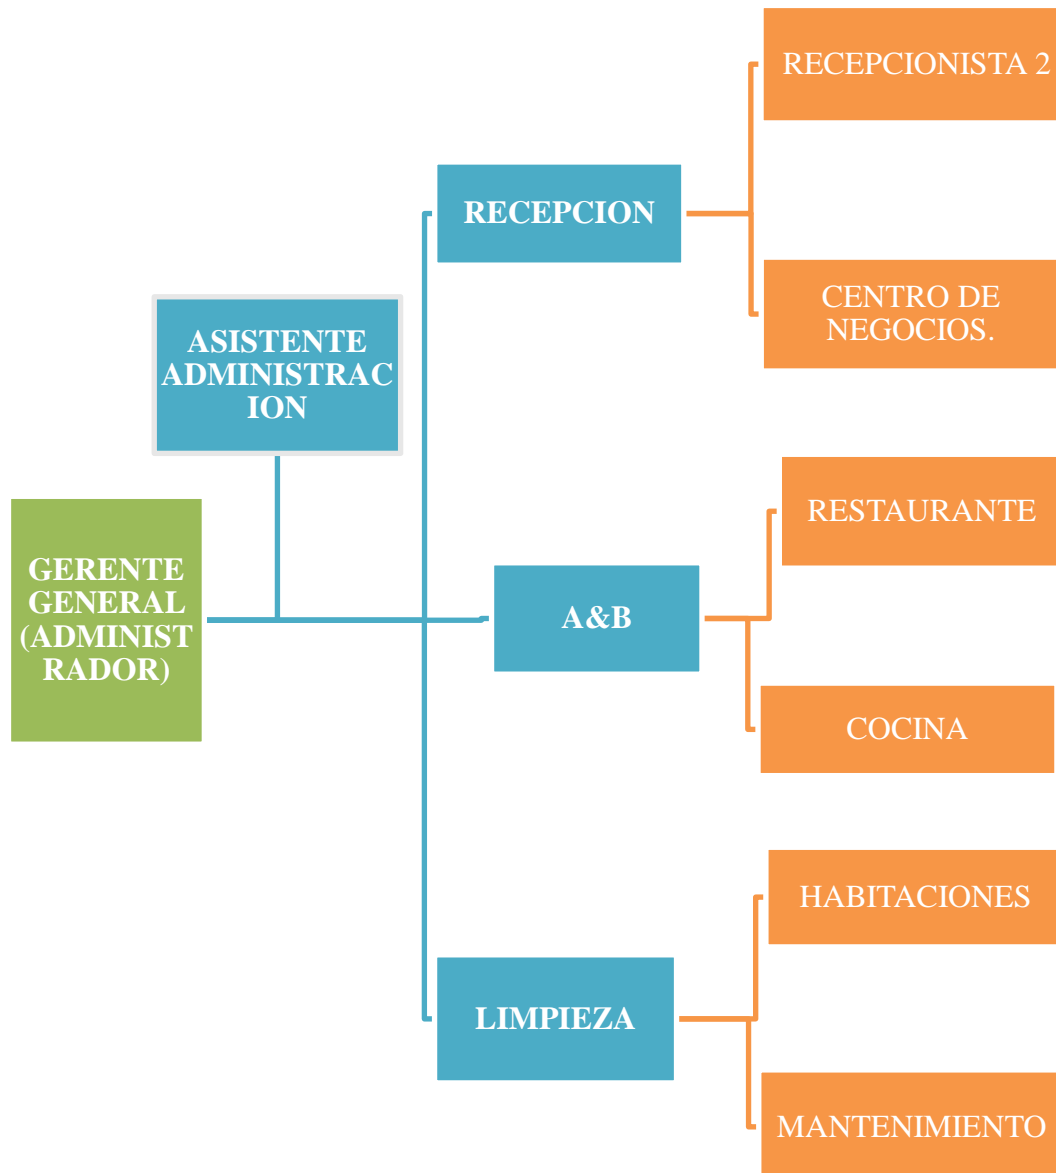 RECEPCIONISTA 2
RECEPCION
CENTRO DE
NEGOCIOS.
ASISTENTE
ADMINISTRAC
ION
GERENTE
GENERAL
(ADMINIST
RADOR)
RESTAURANTE
A&B
COCINA
HABITACIONES
LIMPIEZA
MANTENIMIENTO